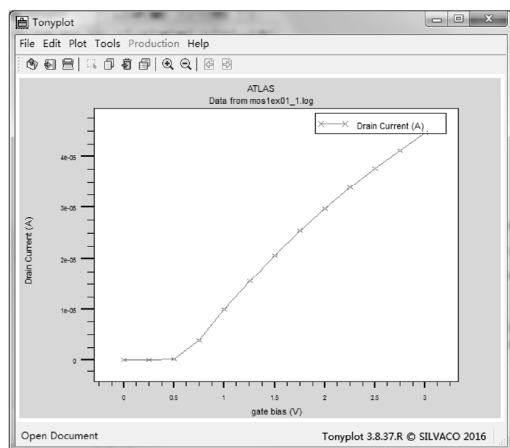 Tonyplot
File Edit Plot Tools Production Help
ATLAS
Data from mos1ex01_1.log
Drain Current (A)
4e-05
3e-05
2e-05
1e-05
0
Drain Current (A)
0 0.5 1 1.5 2 2.5 3
gate bias (V)
Open Document
Tonyplot 3.8.37.R © SILVACO 2016